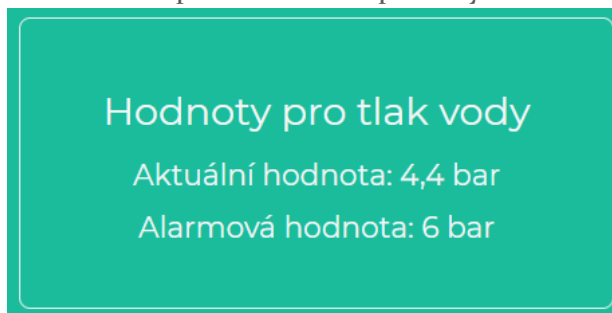 Hodnoty pro tlak vody
Aktuální hodnota: 4,4 bar
Alarmová hodnota: 6 bar